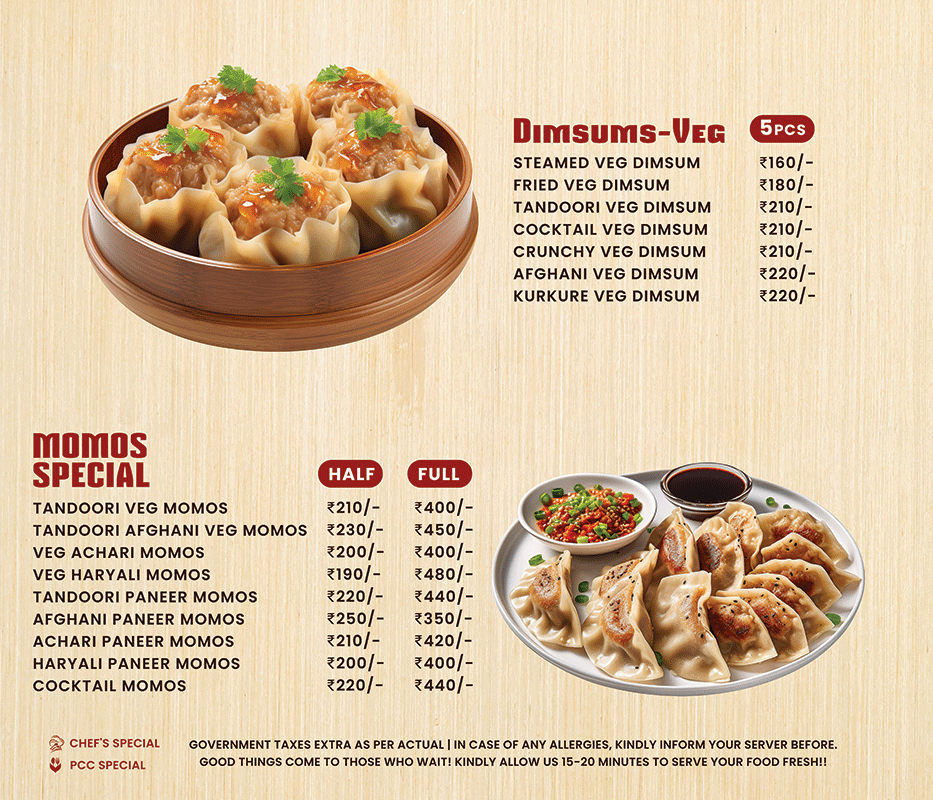 DIMSUMS-VEG 5PCS
STEAMED VEG DIMSUM ₹160/-
FRIED VEG DIMSUM ₹180/-
TANDOORI VEG DIMSUM ₹210/-
COCKTAIL VEG DIMSUM ₹210/-
CRUNCHY VEG DIMSUM ₹210/-
AFGHANI VEG DIMSUM ₹220/-
KURKURE VEG DIMSUM ₹220/-
MOMOS
SPECIAL HALF FULL
TANDOORI VEG MOMOS ₹210/- ₹400/-
TANDOORI AFGHANI VEG MOMOS ₹230/- ₹450/-
VEG ACHARI MOMOS ₹200/- ₹400/-
VEG HARYALI MOMOS ₹190/- ₹480/-
TANDOORI PANEER MOMOS ₹220/- ₹440/-
AFGHANI PANEER MOMOS ₹250/- ₹350/-
ACHARI PANEER MOMOS ₹210/- ₹420/-
HARYALI PANEER MOMOS ₹200/- ₹400/-
COCKTAIL MOMOS ₹220/- ₹440/-
CHEF'S SPECIAL
PCC SPECIAL
GOVERNMENT TAXES EXTRA AS PER ACTUAL | IN CASE OF ANY ALLERGIES, KINDLY INFORM YOUR SERVER BEFORE.
GOOD THINGS COME TO THOSE WHO WAIT! KINDLY ALLOW US 15-20 MINUTES TO SERVE YOUR FOOD FRESH!!